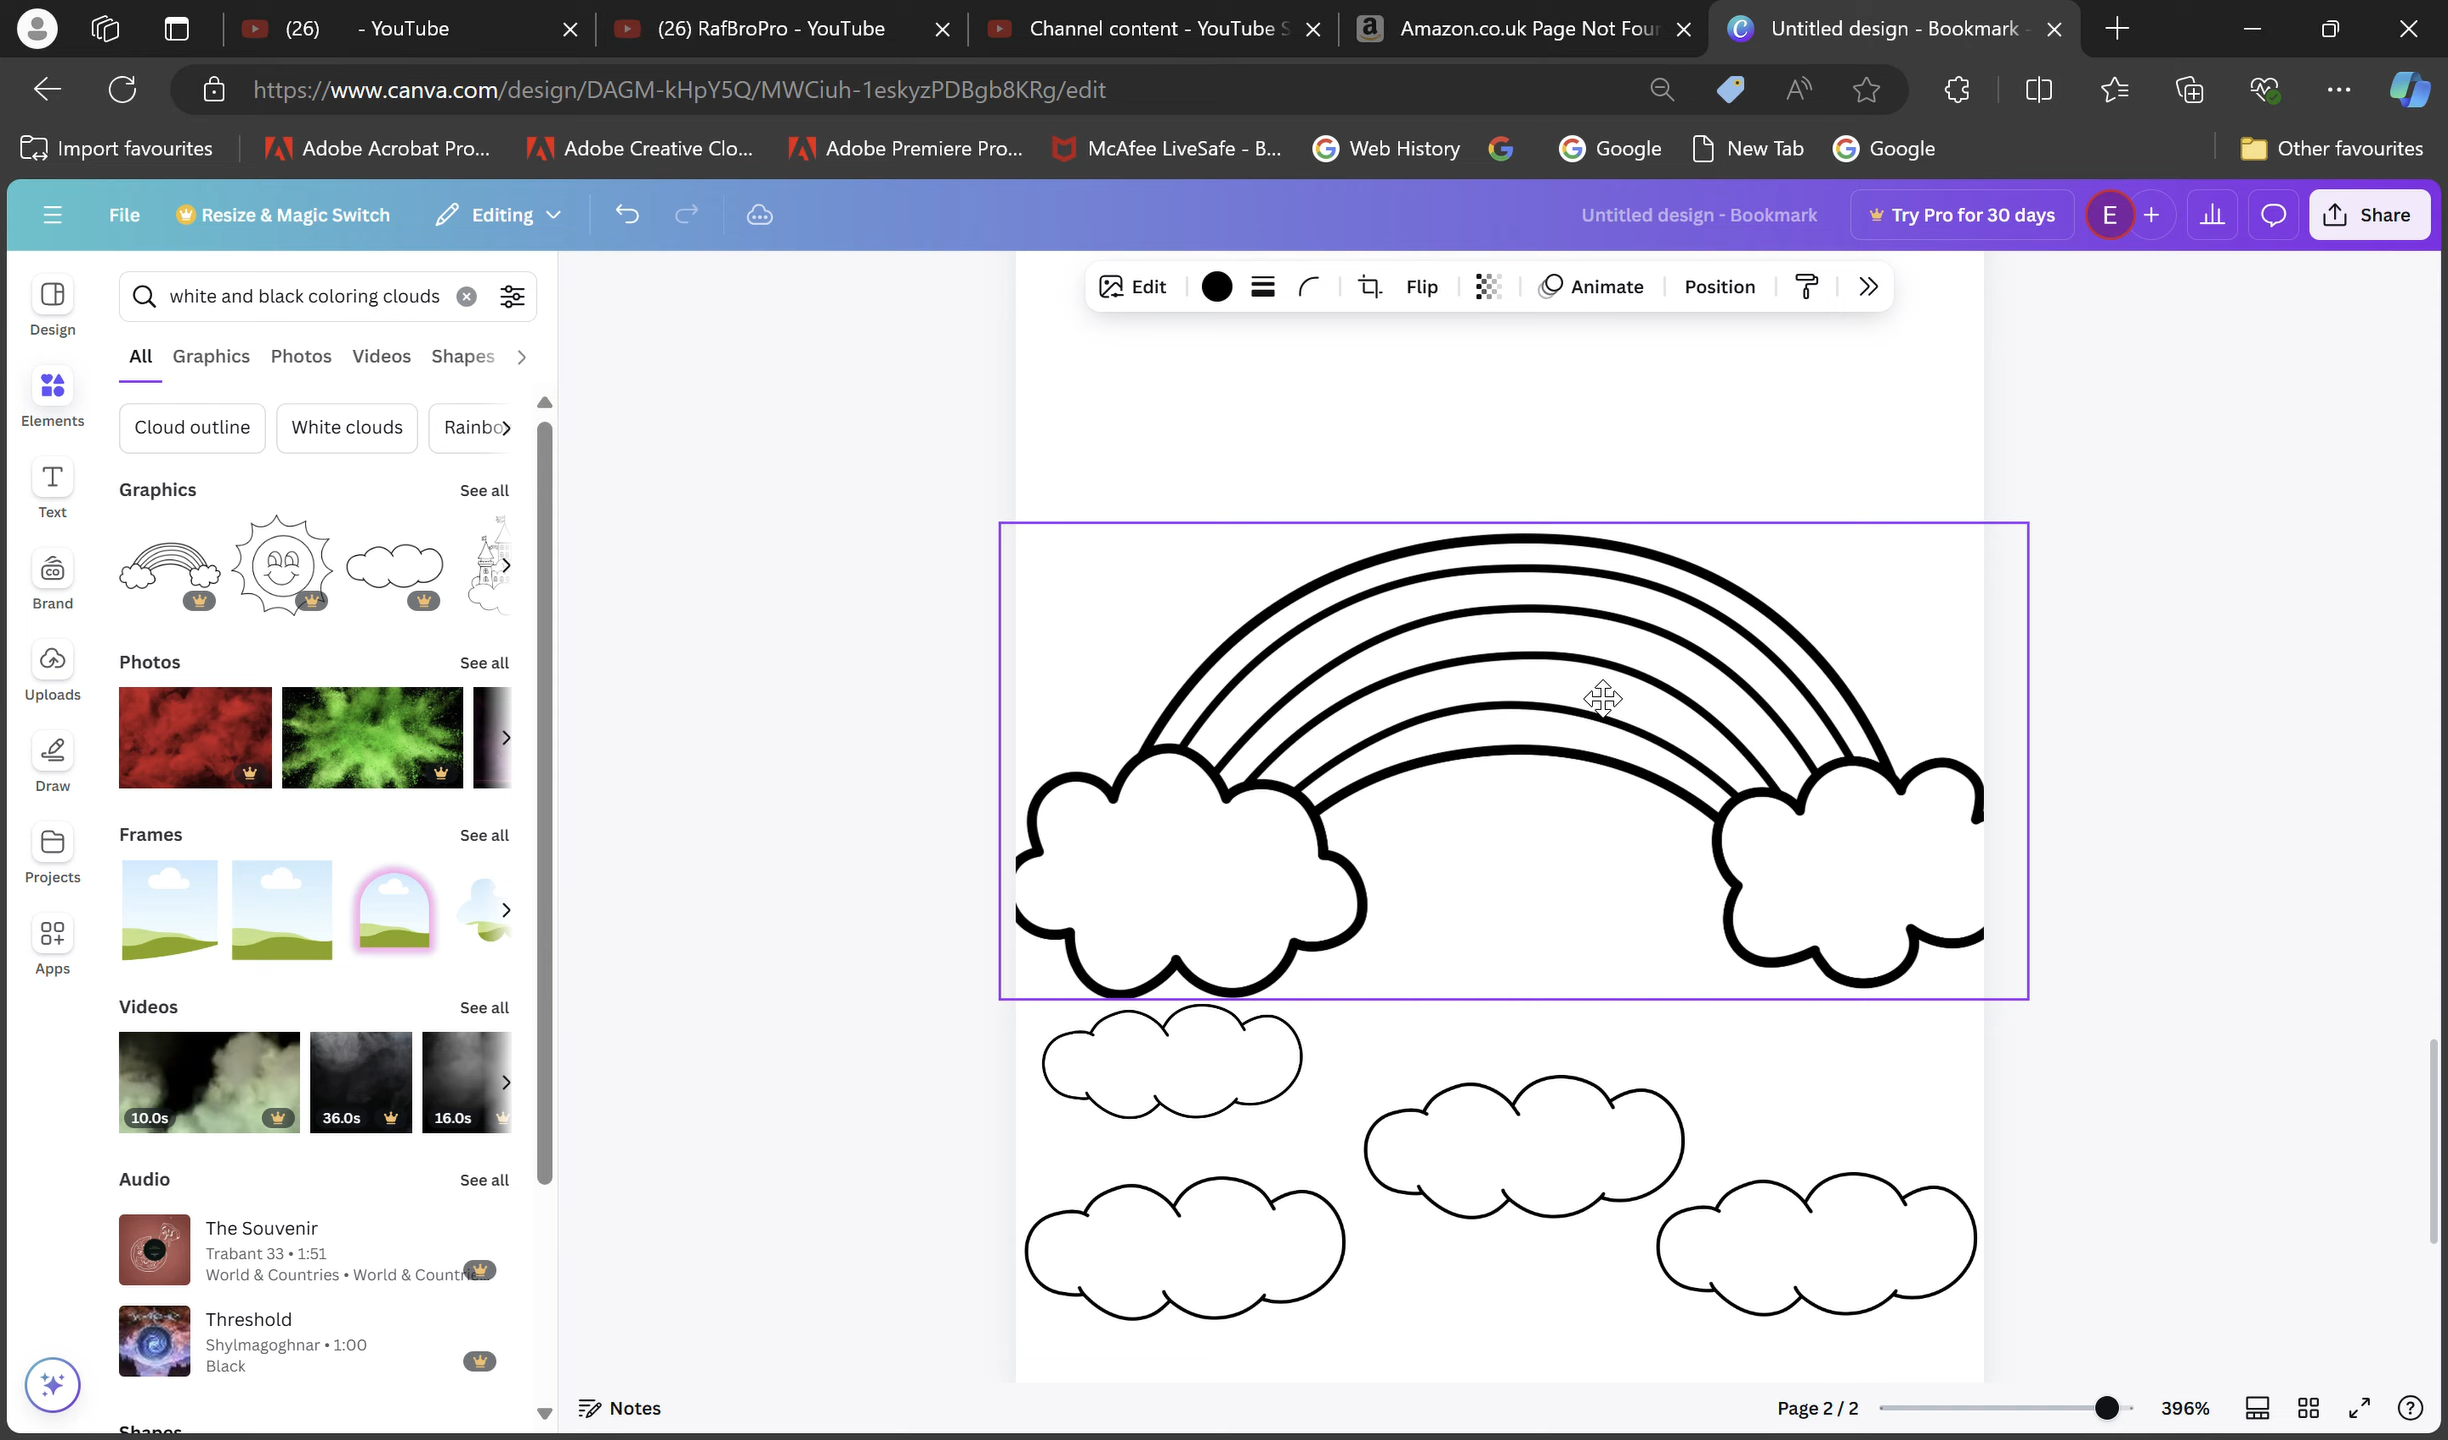 (26) - YouTube
(26) RafBroPro - YouTube
Channel content - YouTube S
Amazon.co.uk Page Not Foun
Untitled design - Bookmark -
https://www.canva.com/design/DAGM-kHpY5Q/MWCiuh-1eskyzPDBgb8KRg/edit
Import favourites
Adobe Acrobat Pro...
Adobe Creative Clo...
Adobe Premiere Pro...
McAfee LiveSafe - B...
Web History
Google
New Tab
Google
Other favourites
File
Resize & Magic Switch
Editing
Untitled design - Bookmark
Try Pro for 30 days
E
Share
Design
Elements
Text
Brand
Uploads
Draw
Projects
Apps
white and black coloring clouds
All Graphics Photos Videos Shapes
Cloud outline White clouds Rainbo
Graphics See all
Photos See all
Frames See all
Videos See all
10.0s 36.0s 16.0s
Audio See all
The Souvenir
Trabant 33 • 1:51
World & Countries • World & Countrie...
Threshold
Shylmagoghnar • 1:00
Black
Shapes
Edit
Flip
Animate
Position
Notes
Page 2 / 2
396%